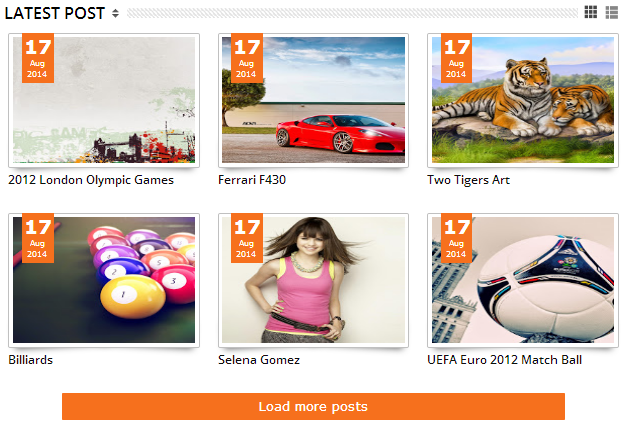 LATEST POST
17
Aug
2014
17
Aug
2014
17
Aug
2014
2012 London Olympic Games
Ferrari F430
Two Tigers Art
17
Aug
2014
17
Aug
2014
17
Aug
2014
1
3
Billiards
Selena Gomez
UEFA Euro 2012 Match Ball
Load more posts